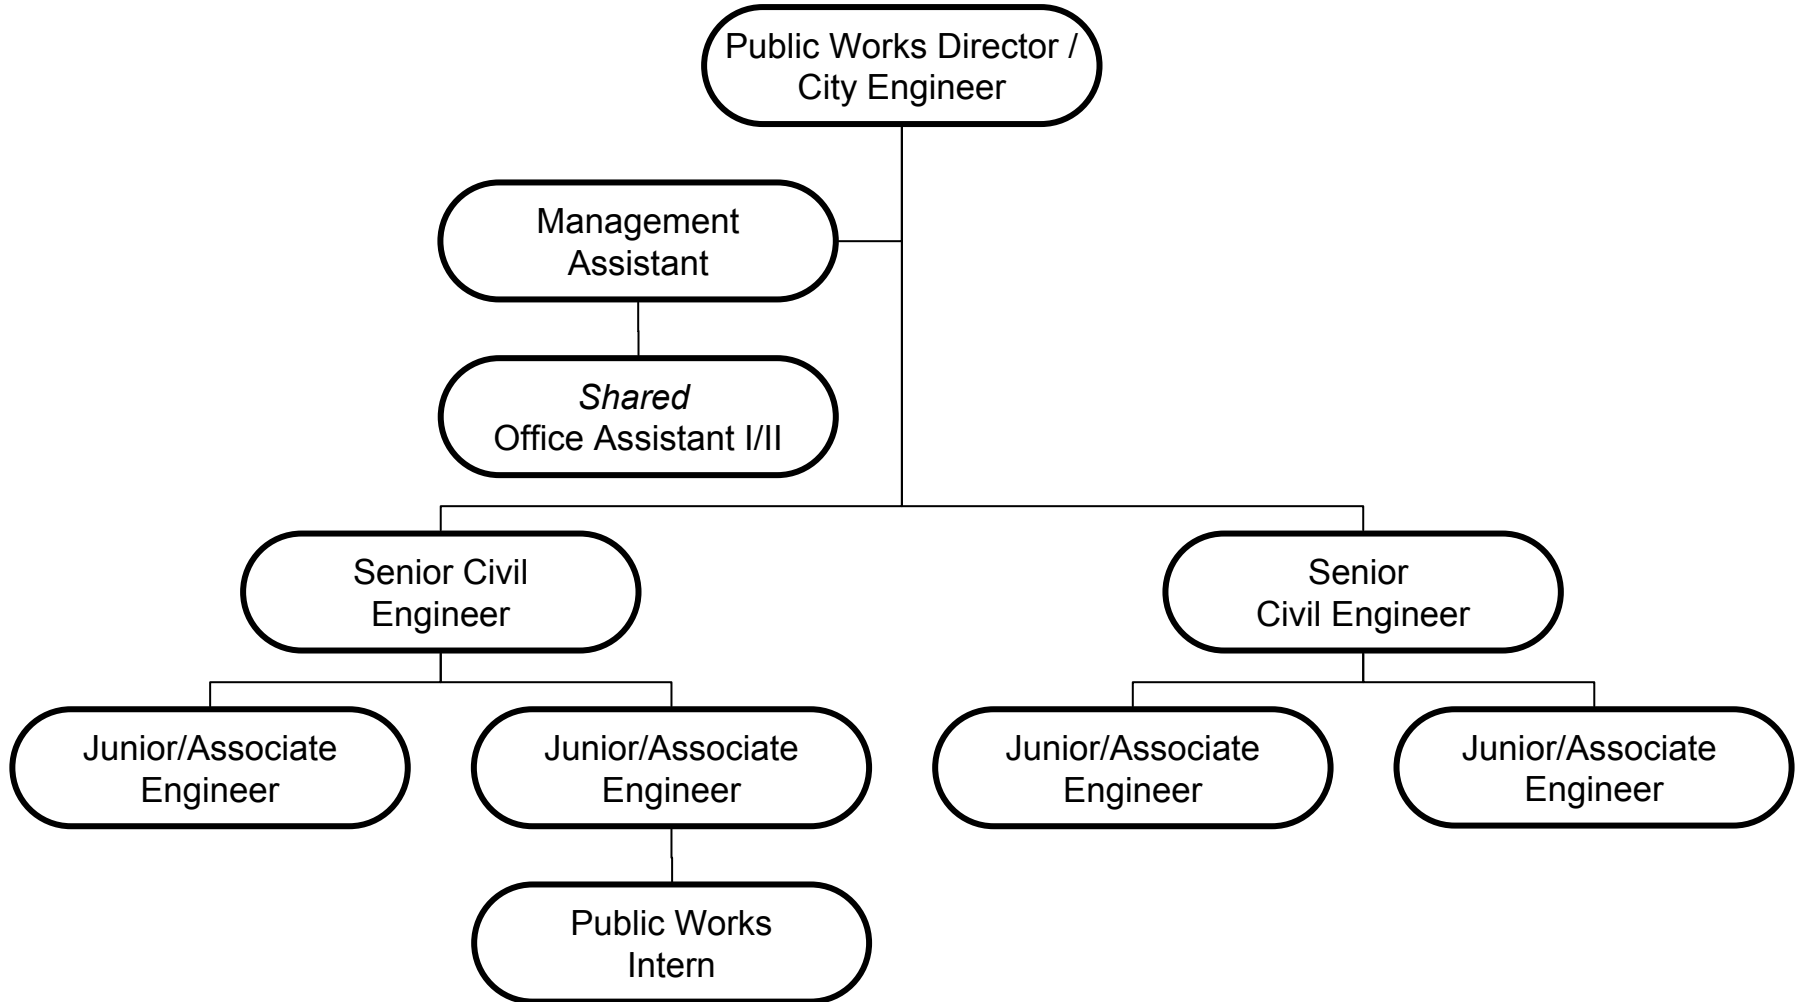 Public Works Director /
City Engineer
Management
Assistant
Shared
Office Assistant I/II
Senior Civil
Engineer
Senior
Civil Engineer
Junior/Associate
Engineer
Junior/Associate
Engineer
Junior/Associate
Engineer
Junior/Associate
Engineer
Public Works
Intern